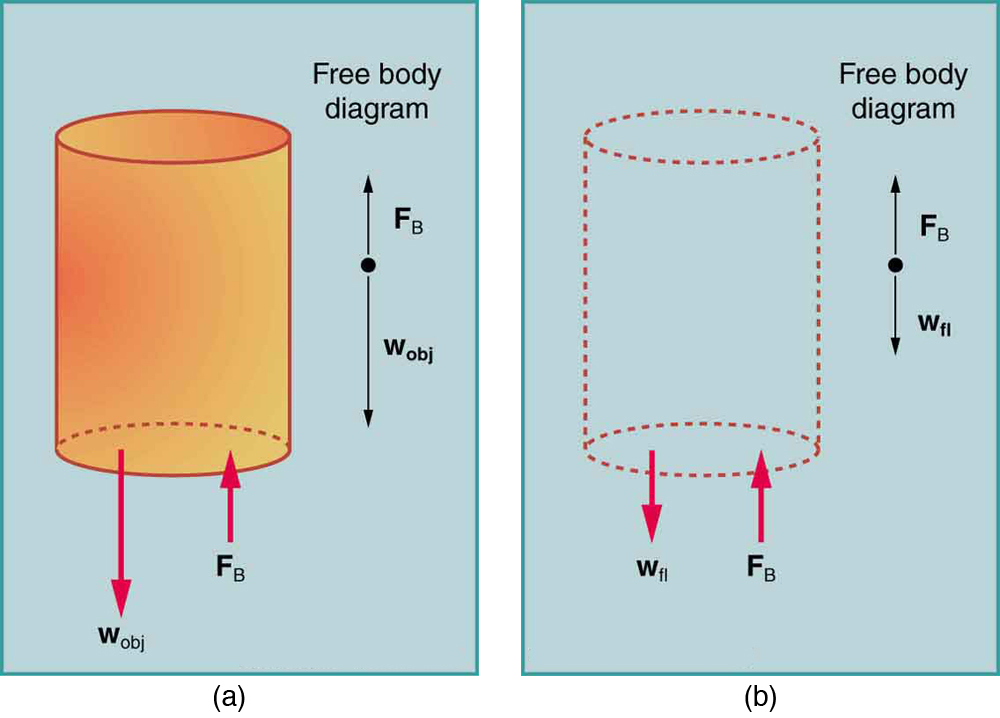 Free body
diagram
F_B
w_obj
F_B
w_obj
(a)
Free body
diagram
F_B
w_fl
w_fl
F_B
(b)